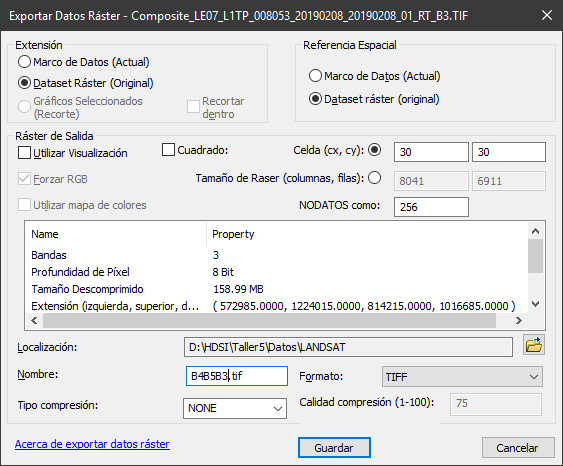 Exportar Datos Ráster - Composite_LE07_L1TP_008053_20190208_20190208_01_RT_B3.TIF
Extensión
Marco de Datos (Actual)
Dataset Ráster (Original)
Gráficos Seleccionados (Recorte)
Recortar dentro
Referencia Espacial
Marco de Datos (Actual)
Dataset ráster (original)
Ráster de Salida
Utilizar Visualización
Cuadrado:
Celda (cx, cy):
30
30
Forzar RGB
Tamaño de Raser (columnas, filas):
8041
6911
Utilizar mapa de colores
NODATOS como:
256
Name Property
Bandas 3
Profundidad de Píxel 8 Bit
Tamaño Descomprimido 158.99 MB
Extensión (izquierda, superior, d... ( 572985.0000, 1224015.0000, 814215.0000, 1016685.0000 )
Localización: D:\HDSI\Taller5\Datos\LANDSAT
Nombre: B4B5B3.tif
Formato: TIFF
Tipo compresión: NONE
Calidad compresión (1-100): 75
Acerca de exportar datos ráster
Guardar
Cancelar